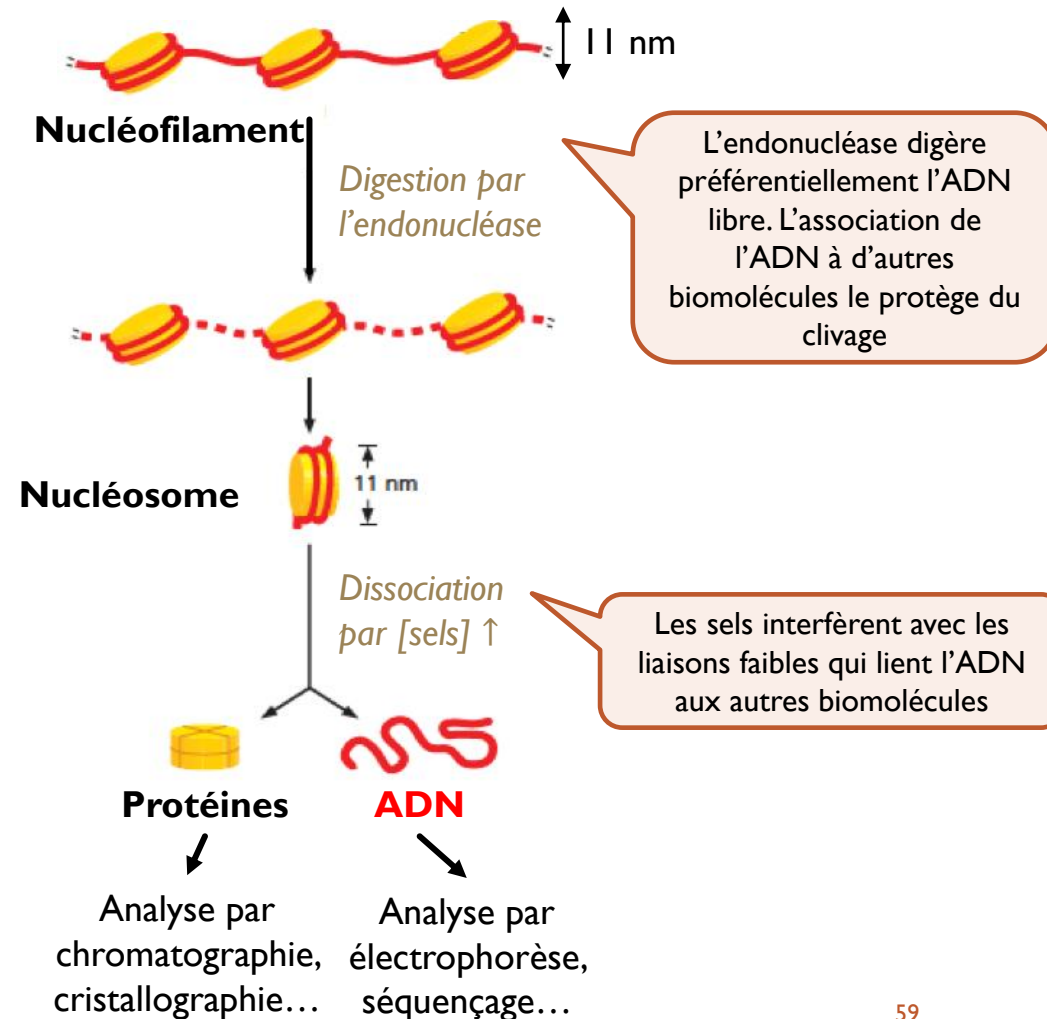 11 nm
Nucléofilament
Digestion par
l'endonucléase
L'endonucléase digère
préférentiellement l'ADN
libre. L'association de
l'ADN à d'autres
biomolécules le protège du
clivage
11 nm
Nucléosome
Dissociation
par [sels] ↑
Les sels interfèrent avec les
liaisons faibles qui lient l'ADN
aux autres biomolécules
Protéines
ADN
Analyse par
chromatographie,
cristallographie…
Analyse par
électrophorèse,
séquençage…
59